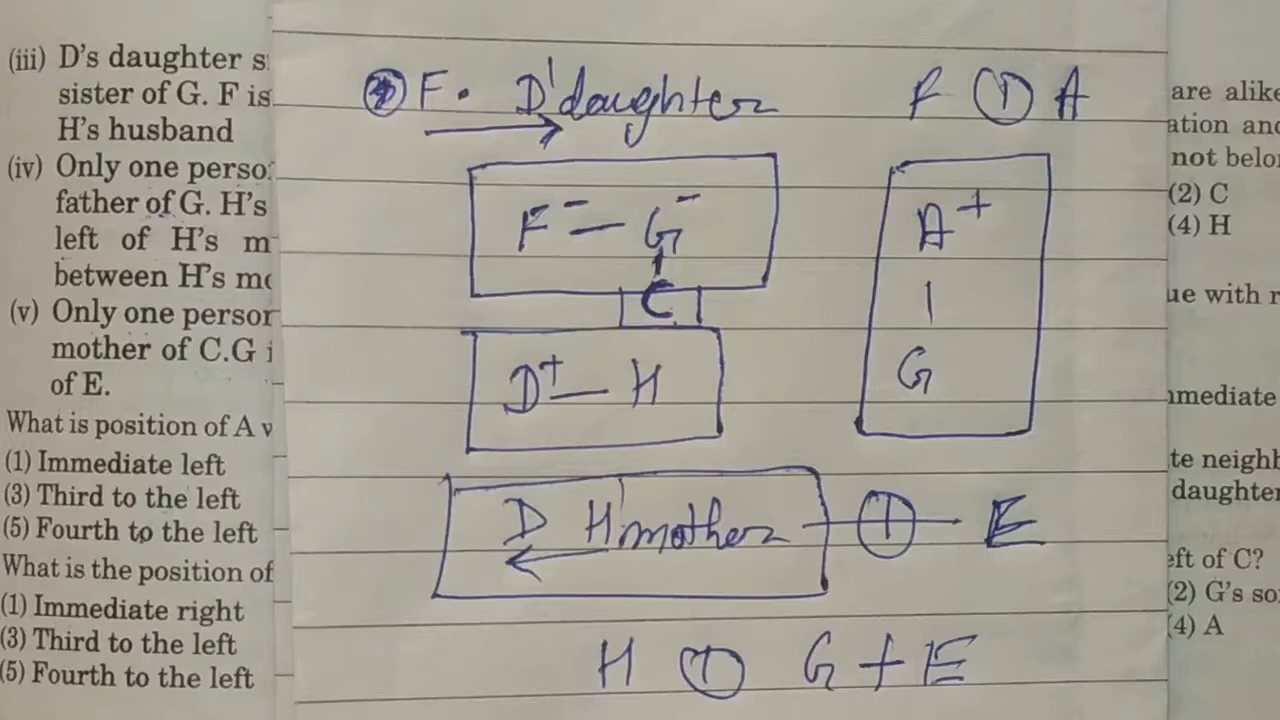 (iii) D's daughter s
sister of G. F is
H's husband
(iv) Only one perso
father of G. H's
left of H's m
between H's mo
(v) Only one person
mother of C.G i
of E.
What is position of A w
(1) Immediate left
(3) Third to the left
(5) Fourth to the left
What is the position of
(1) Immediate right
(3) Third to the left
(5) Fourth to the left
F. D'daughter
F 1 A
F⁻ — G⁻
C
D⁺ — H
A⁺
G
D H'mother 1 E
H 1 G + E
are alike
ation and
not belo
(2) C
(4) H
ue with r
mmediate
te neighb
daughter
eft of C?
(2) G's so
(4) A